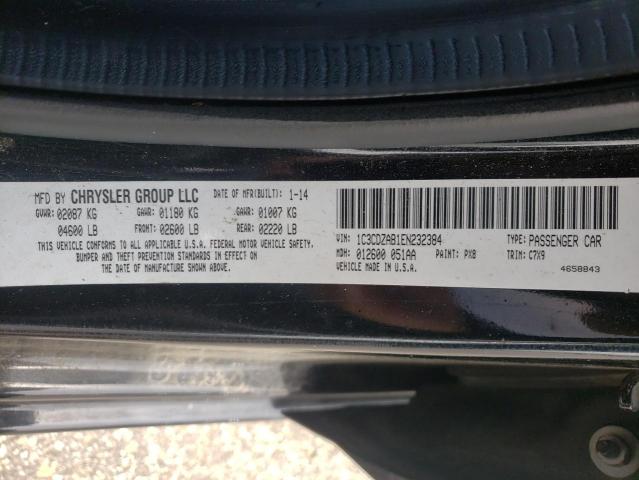 MFD BY CHRYSLER GROUP LLC DATE OF MFR(BUILT): 1-14
GVWR: 02087 KG GAWR: 01180 KG GAWR: 01007 KG
04600 LB FRONT: 02600 LB REAR: 02220 LB
THIS VEHICLE CONFORMS TO ALL APPLICABLE U.S.A. FEDERAL MOTOR VEHICLE SAFETY,
BUMPER AND THEFT PREVENTION STANDARDS IN EFFECT ON
THE DATE OF MANUFACTURE SHOWN ABOVE.
VIN: 1C3CDZAB1EN232384 TYPE: PASSENGER CAR
MDH: 012600 051AA PAINT: PX8 TRIM: C7X9
VEHICLE MADE IN U.S.A. 4658843